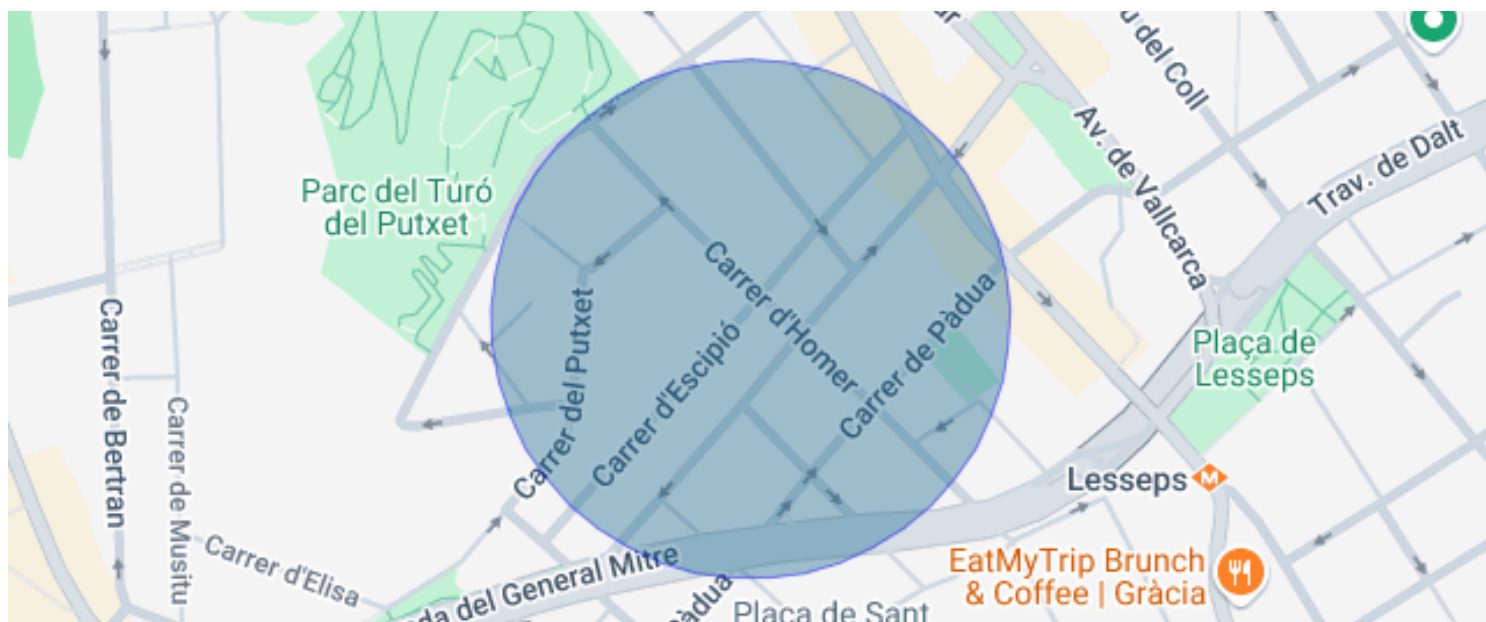 u del Coll
Av. de Vallcarca
Trav. de Dalt
Parc del Turó
del Putxet
Carrer d'Homer
Carrer de Pàdua
Carrer del Putxet
Carrer d'Escipió
Plaça de
Lesseps
Carrer de Bertran
Carrer de Musitu
Lesseps
M
Carrer d'Elisa
da del General Mitre
EatMyTrip Brunch
& Coffee | Gràcia
Pàdua
Plaça de Sant